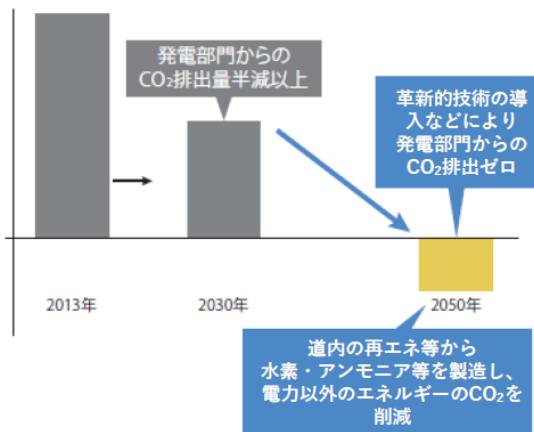 発電部門からの
CO₂排出量半減以上
革新的技術の導
入などにより
発電部門からの
CO₂排出ゼロ
2013年
2030年
2050年
道内の再エネ等から
水素・アンモニア等を製造し、
電力以外のエネルギーのCO₂を
削減